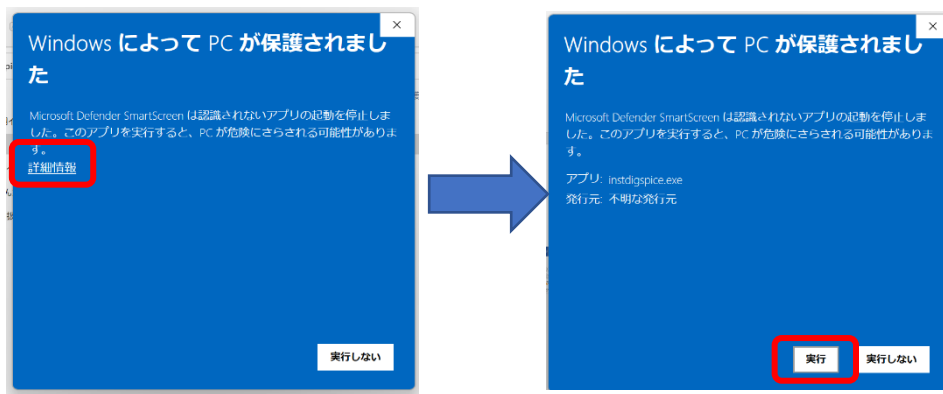 Windows によって PC が保護されまし
た
Microsoft Defender SmartScreen は認識されないアプリの起動を停止しま
した。このアプリを実行すると、PC が危険にさらされる可能性がありま
す。
詳細情報
実行しない
Windows によって PC が保護されまし
た
Microsoft Defender SmartScreen は認識されないアプリの起動を停止しま
した。このアプリを実行すると、PC が危険にさらされる可能性がありま
す。
アプリ: instdigspice.exe
発行元: 不明な発行元
実行
実行しない